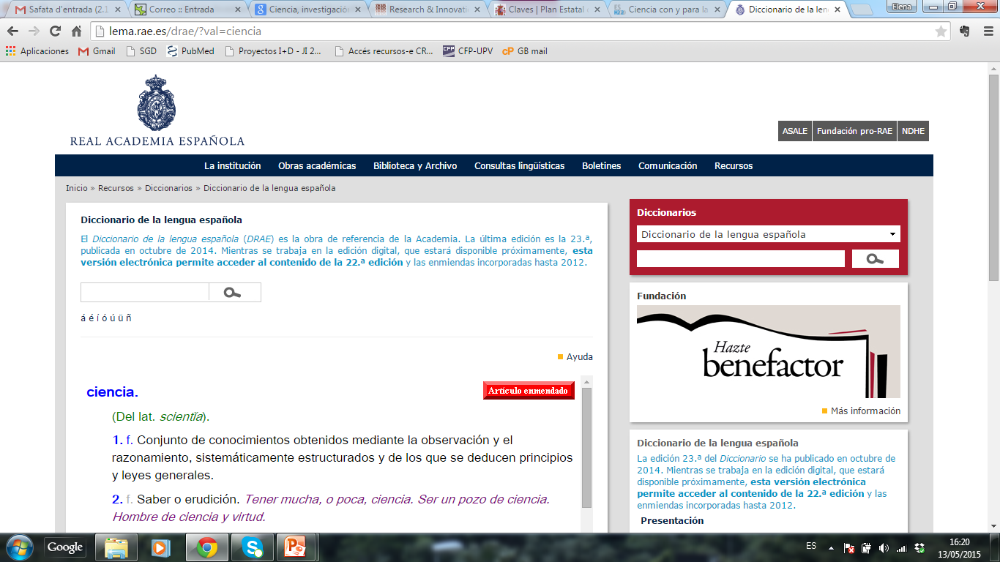 Safata d'entrada (2.1
Correo :: Entrada
Ciencia, investigación
Research & Innovati
Claves | Plan Estatal
Ciencia con y para la
Diccionario de la len
Elena
lema.rae.es/drae/?val=ciencia
Aplicaciones
Gmail
SGD
PubMed
Proyectos I+D - JI 2...
Accés recursos-e CR...
CFP-UPV
GB mail
REAL ACADEMIA ESPAÑOLA
ASALE
Fundación pro-RAE
NDHE
La institución
Obras académicas
Biblioteca y Archivo
Consultas lingüísticas
Boletines
Comunicación
Recursos
Inicio » Recursos » Diccionarios » Diccionario de la lengua española
Diccionario de la lengua española
El Diccionario de la lengua española (DRAE) es la obra de referencia de la Academia. La última edición es la 23.ª,
publicada en octubre de 2014. Mientras se trabaja en la edición digital, que estará disponible próximamente, esta
versión electrónica permite acceder al contenido de la 22.ª edición y las enmiendas incorporadas hasta 2012.
á é í ó ú ü ñ
Ayuda
ciencia.
Artículo enmendado
(Del lat. scientĭa).
1. f. Conjunto de conocimientos obtenidos mediante la observación y el
razonamiento, sistemáticamente estructurados y de los que se deducen principios
y leyes generales.
2. f. Saber o erudición. Tener mucha, o poca, ciencia. Ser un pozo de ciencia.
Hombre de ciencia y virtud.
Diccionarios
Diccionario de la lengua española
Fundación
Hazte
benefactor
Más información
Diccionario de la lengua española
La edición 23.ª del Diccionario se ha publicado en octubre de
2014. Mientras se trabaja en la edición digital, que estará
disponible próximamente, esta versión electrónica
permite acceder al contenido de la 22.ª edición y las
enmiendas incorporadas hasta 2012.
Presentación
Google
ES
16:20
13/05/2015